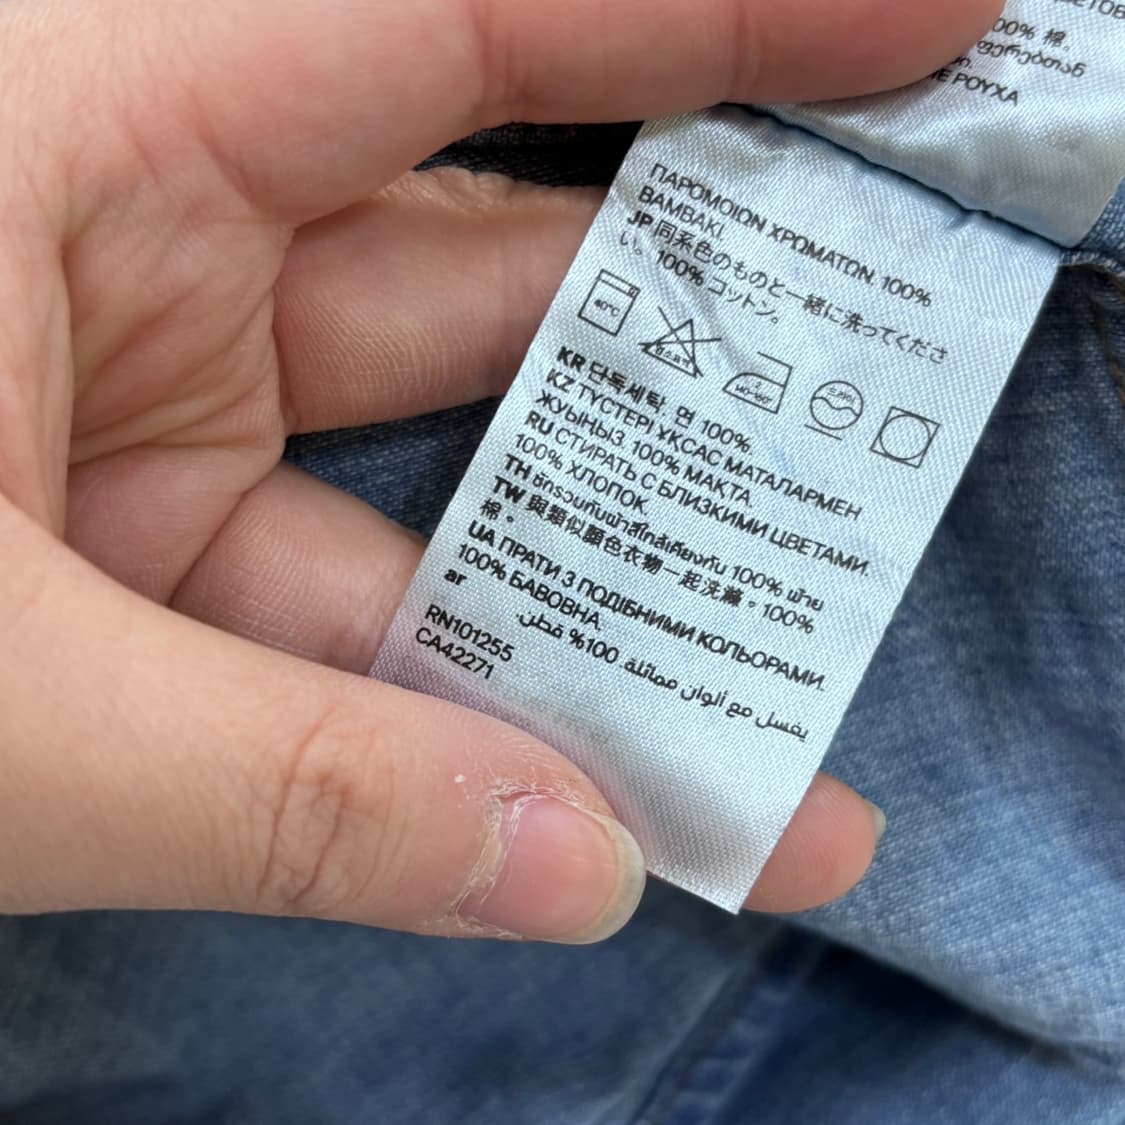 00% 棉。
ΠΑΡΟΜΟΙΩΝ ΧΡΩΜΑΤΩΝ. 100%
ΒΑΜΒΑΚΙ.
JP 同系色のものと一緒に洗ってくださ
い。100% コットン。
40°C
KR 단독세탁. 면 100%.
KZ ТҮСТЕРІ ҰҚСАС МАТАЛАРМЕН
ЖУЫҢЫЗ 100% МАКТА.
RU СТИРАТЬ С БЛИЗКИМИ ЦВЕТАМИ.
100% ХЛОПОК.
TH ซักรวมกับผ้าสีใกล้เคียงกัน 100% ฝ้าย
TW 與類似顏色衣物一起洗滌。100%
棉。
UA ПРАТИ З ПОДІБНИМИ КОЛЬОРАМИ.
100% БАВОВНА.
ar
يغسل مع ألوان مماثلة. 100% قطن.
RN101255
CA42271